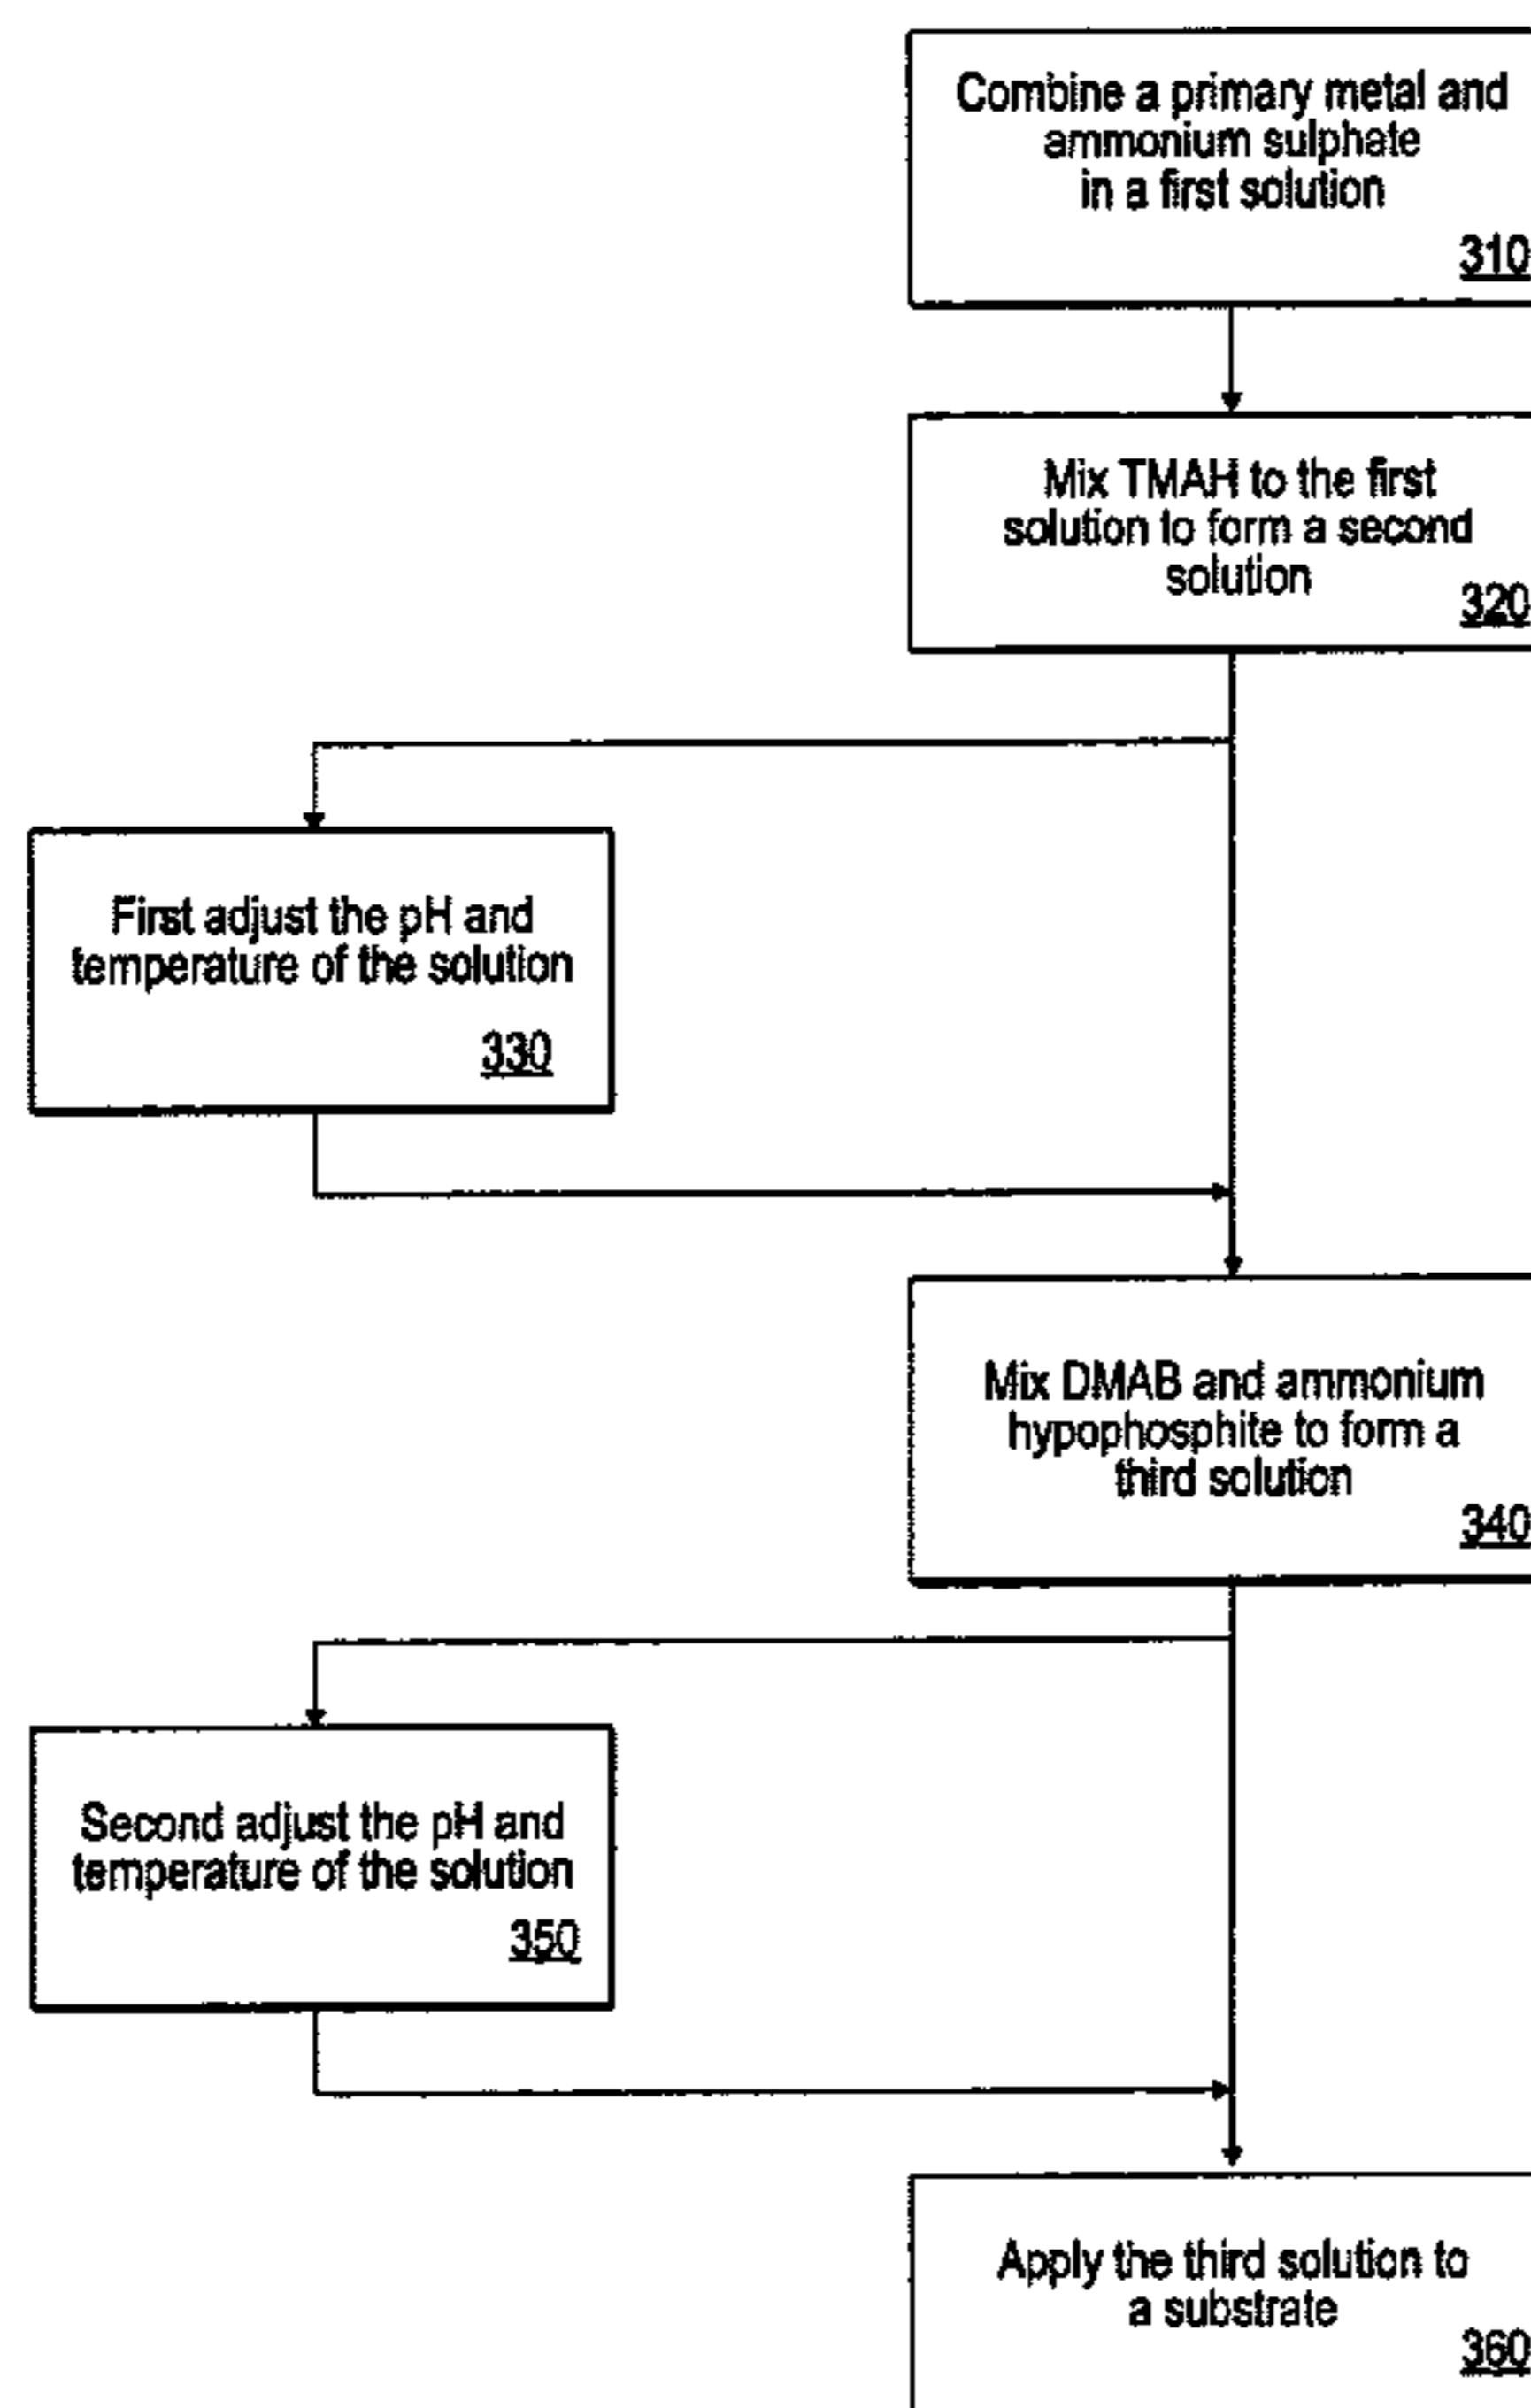 Combine a primary metal and
ammonium sulphate
in a first solution
310
Mix TMAH to the first
solution to form a second
solution
320
First adjust the pH and
temperature of the solution
330
Mix DMAB and ammonium
hypophosphite to form a
third solution
340
Second adjust the pH and
temperature of the solution
350
Apply the third solution to
a substrate
360